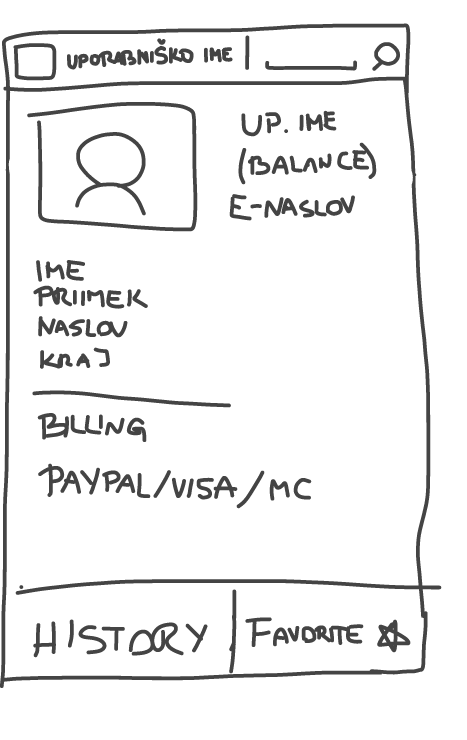 UPORABNIŠKO IME
UP. IME
(BALANCE)
E-NASLOV
IME
PRIIMEK
NASLOV
KRAJ
BILLING
PAYPAL/VISA/MC
HISTORY
FAVORITE